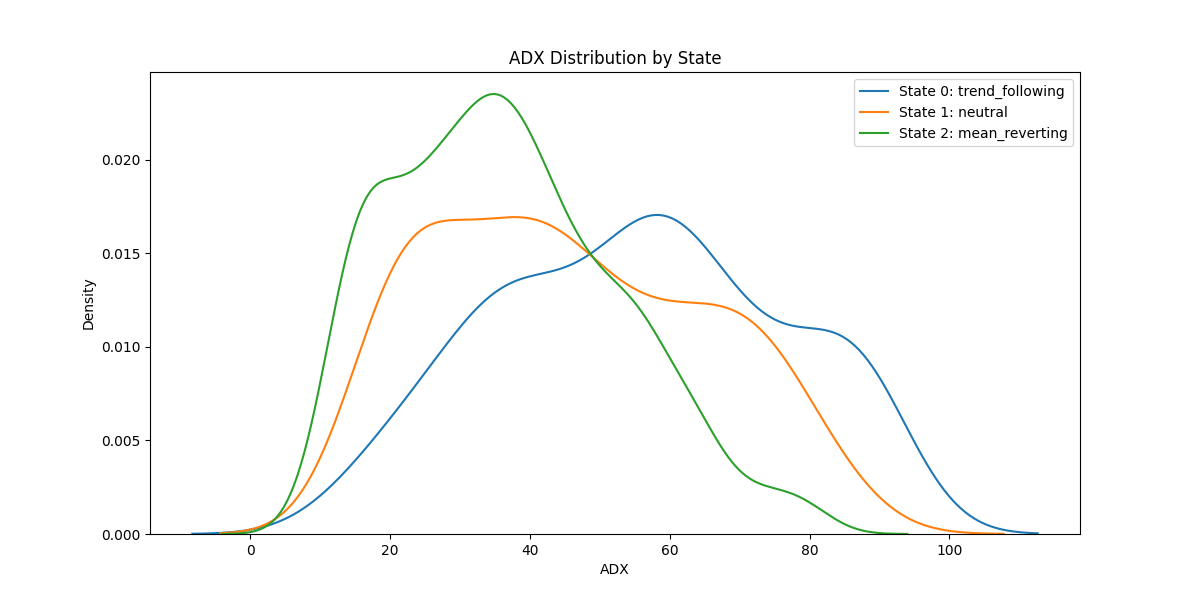 ADX Distribution by State
State 0: trend_following
State 1: neutral
State 2: mean_reverting
Density
0.020
0.015
0.010
0.005
0.000
0
20
40
60
80
100
ADX